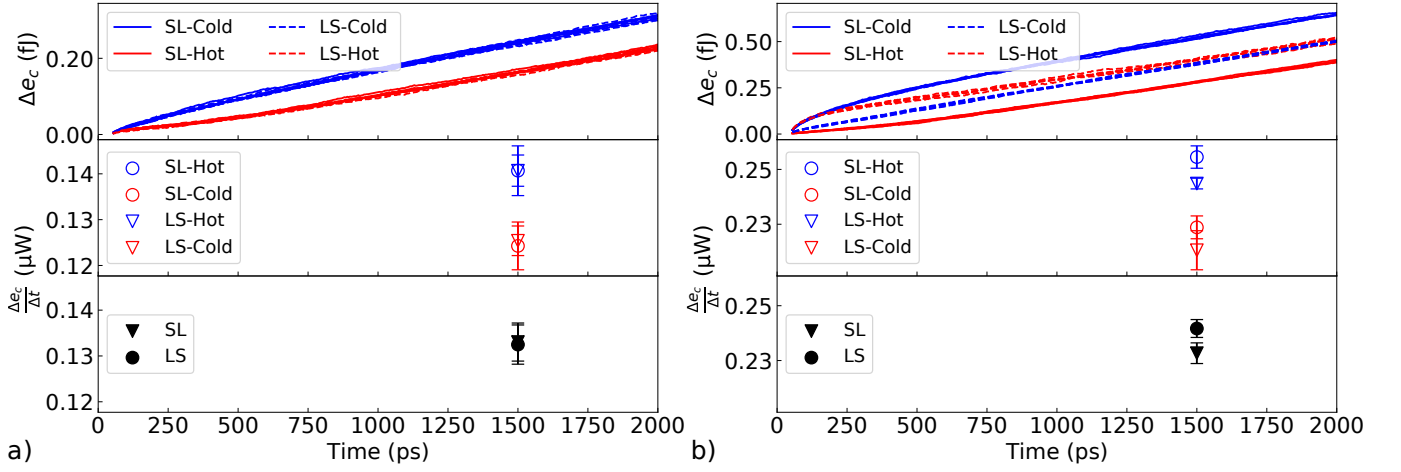 SL-Cold
SL-Hot
LS-Cold
LS-Hot
Δe_c (fJ)
0.20
0.00
SL-Hot
SL-Cold
LS-Hot
LS-Cold
0.14
0.13
0.12
Δe_c/Δt (μW)
SL
LS
0.14
0.13
0.12
0 250 500 750 1000 1250 1500 1750 2000
Time (ps)
a)
SL-Cold
SL-Hot
LS-Cold
LS-Hot
Δe_c (fJ)
0.50
0.25
0.00
SL-Hot
SL-Cold
LS-Hot
LS-Cold
0.25
0.23
Δe_c/Δt (μW)
SL
LS
0.25
0.23
0 250 500 750 1000 1250 1500 1750 2000
Time (ps)
b)